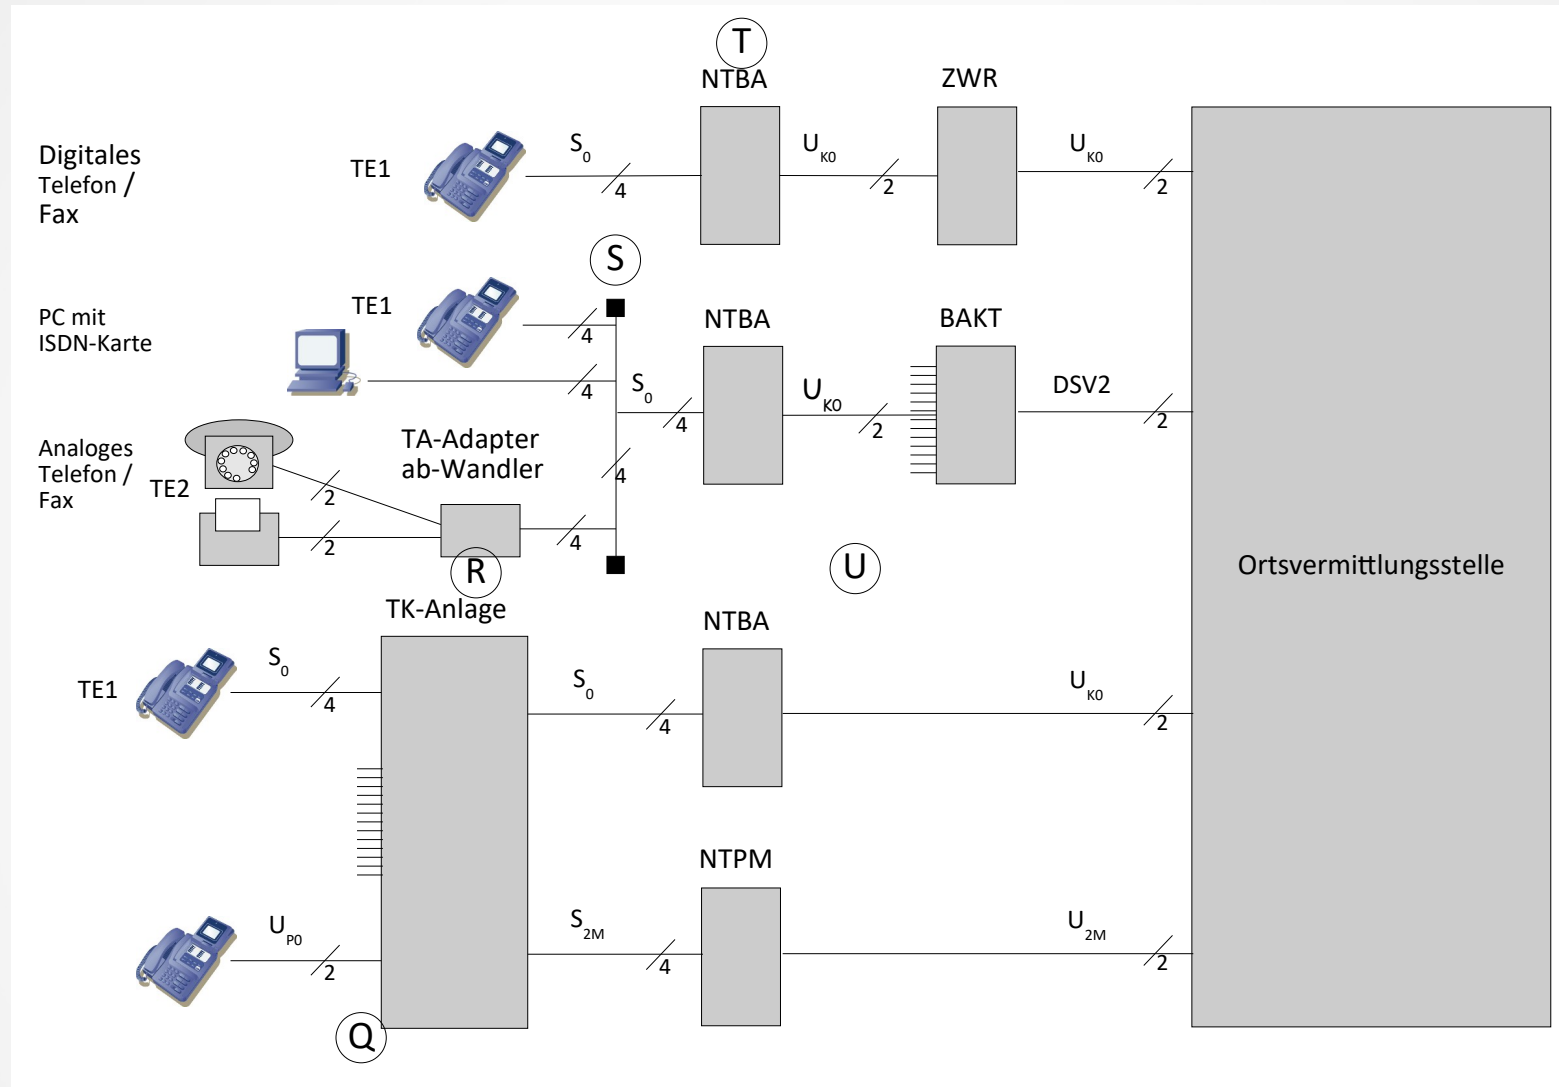 T
NTBA
ZWR
Digitales
Telefon /
Fax
TE1
S0
4
UK0
2
UK0
2
S
PC mit
ISDN-Karte
TE1
4
4
S0
4
NTBA
UK0
2
BAKT
DSV2
2
Analoges
Telefon /
Fax
TE2
2
2
TA-Adapter
ab-Wandler
4
4
R
U
Ortsvermittlungsstelle
TK-Anlage
NTBA
TE1
S0
4
S0
4
UK0
2
NTPM
UP0
2
S2M
4
U2M
2
Q